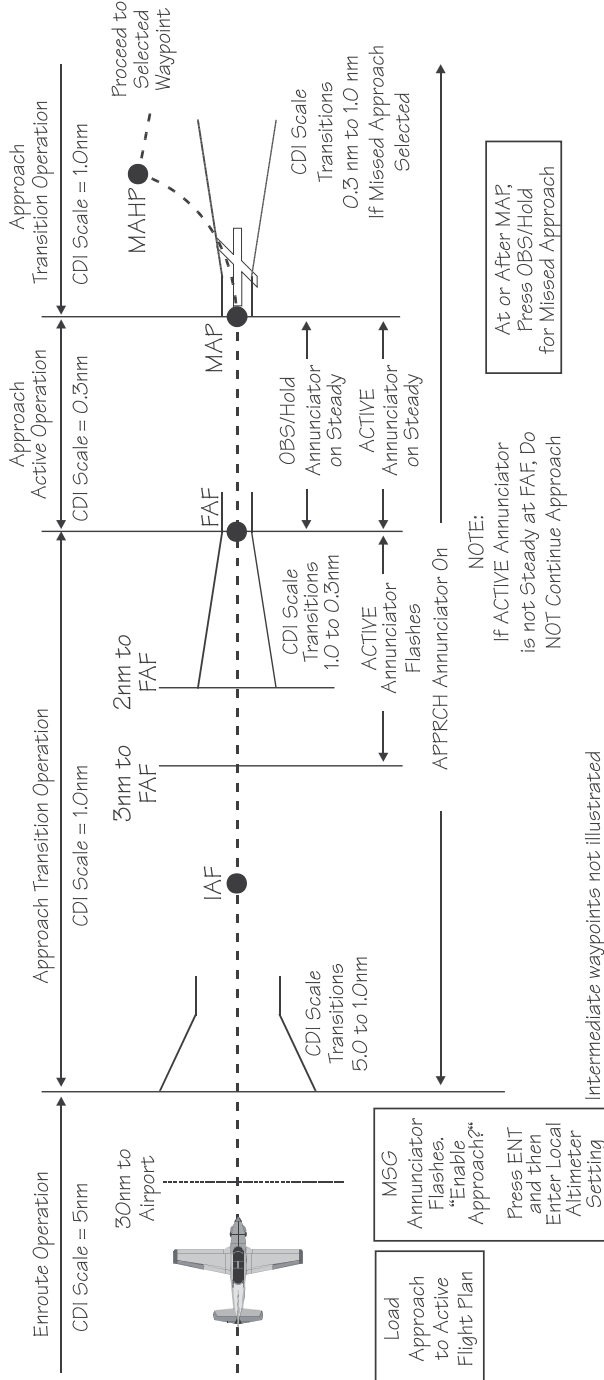 Enroute Operation
CDI Scale = 5nm
Approach Transition Operation
CDI Scale = 1.0nm
Approach
Active Operation
CDI Scale = 0.3nm
Approach
Transition Operation
CDI Scale = 1.0nm
30nm to
Airport
3nm to
FAF
2nm to
FAF
IAF
FAF
MAP
MAHP
Proceed to
Selected
Waypoint
CDI Scale
Transitions
5.0 to 1.0nm
CDI Scale
Transitions
1.0 to 0.3nm
OBS/Hold
Annunciator
on Steady
CDI Scale
Transitions
0.3 nm to 1.0 nm
If Missed Approach
Selected
ACTIVE
Annunciator
Flashes
ACTIVE
Annunciator
on Steady
APPRCH Annunciator On
Load
Approach
to Active
Flight Plan
MSG
Annunciator
Flashes.
"Enable
Approach?"
Press ENT
and then
Enter Local
Altimeter
Setting
NOTE:
If ACTIVE Annunciator
is not Steady at FAF, Do
NOT Continue Approach
At or After MAP,
Press OBS/Hold
for Missed Approach
Intermediate waypoints not illustrated